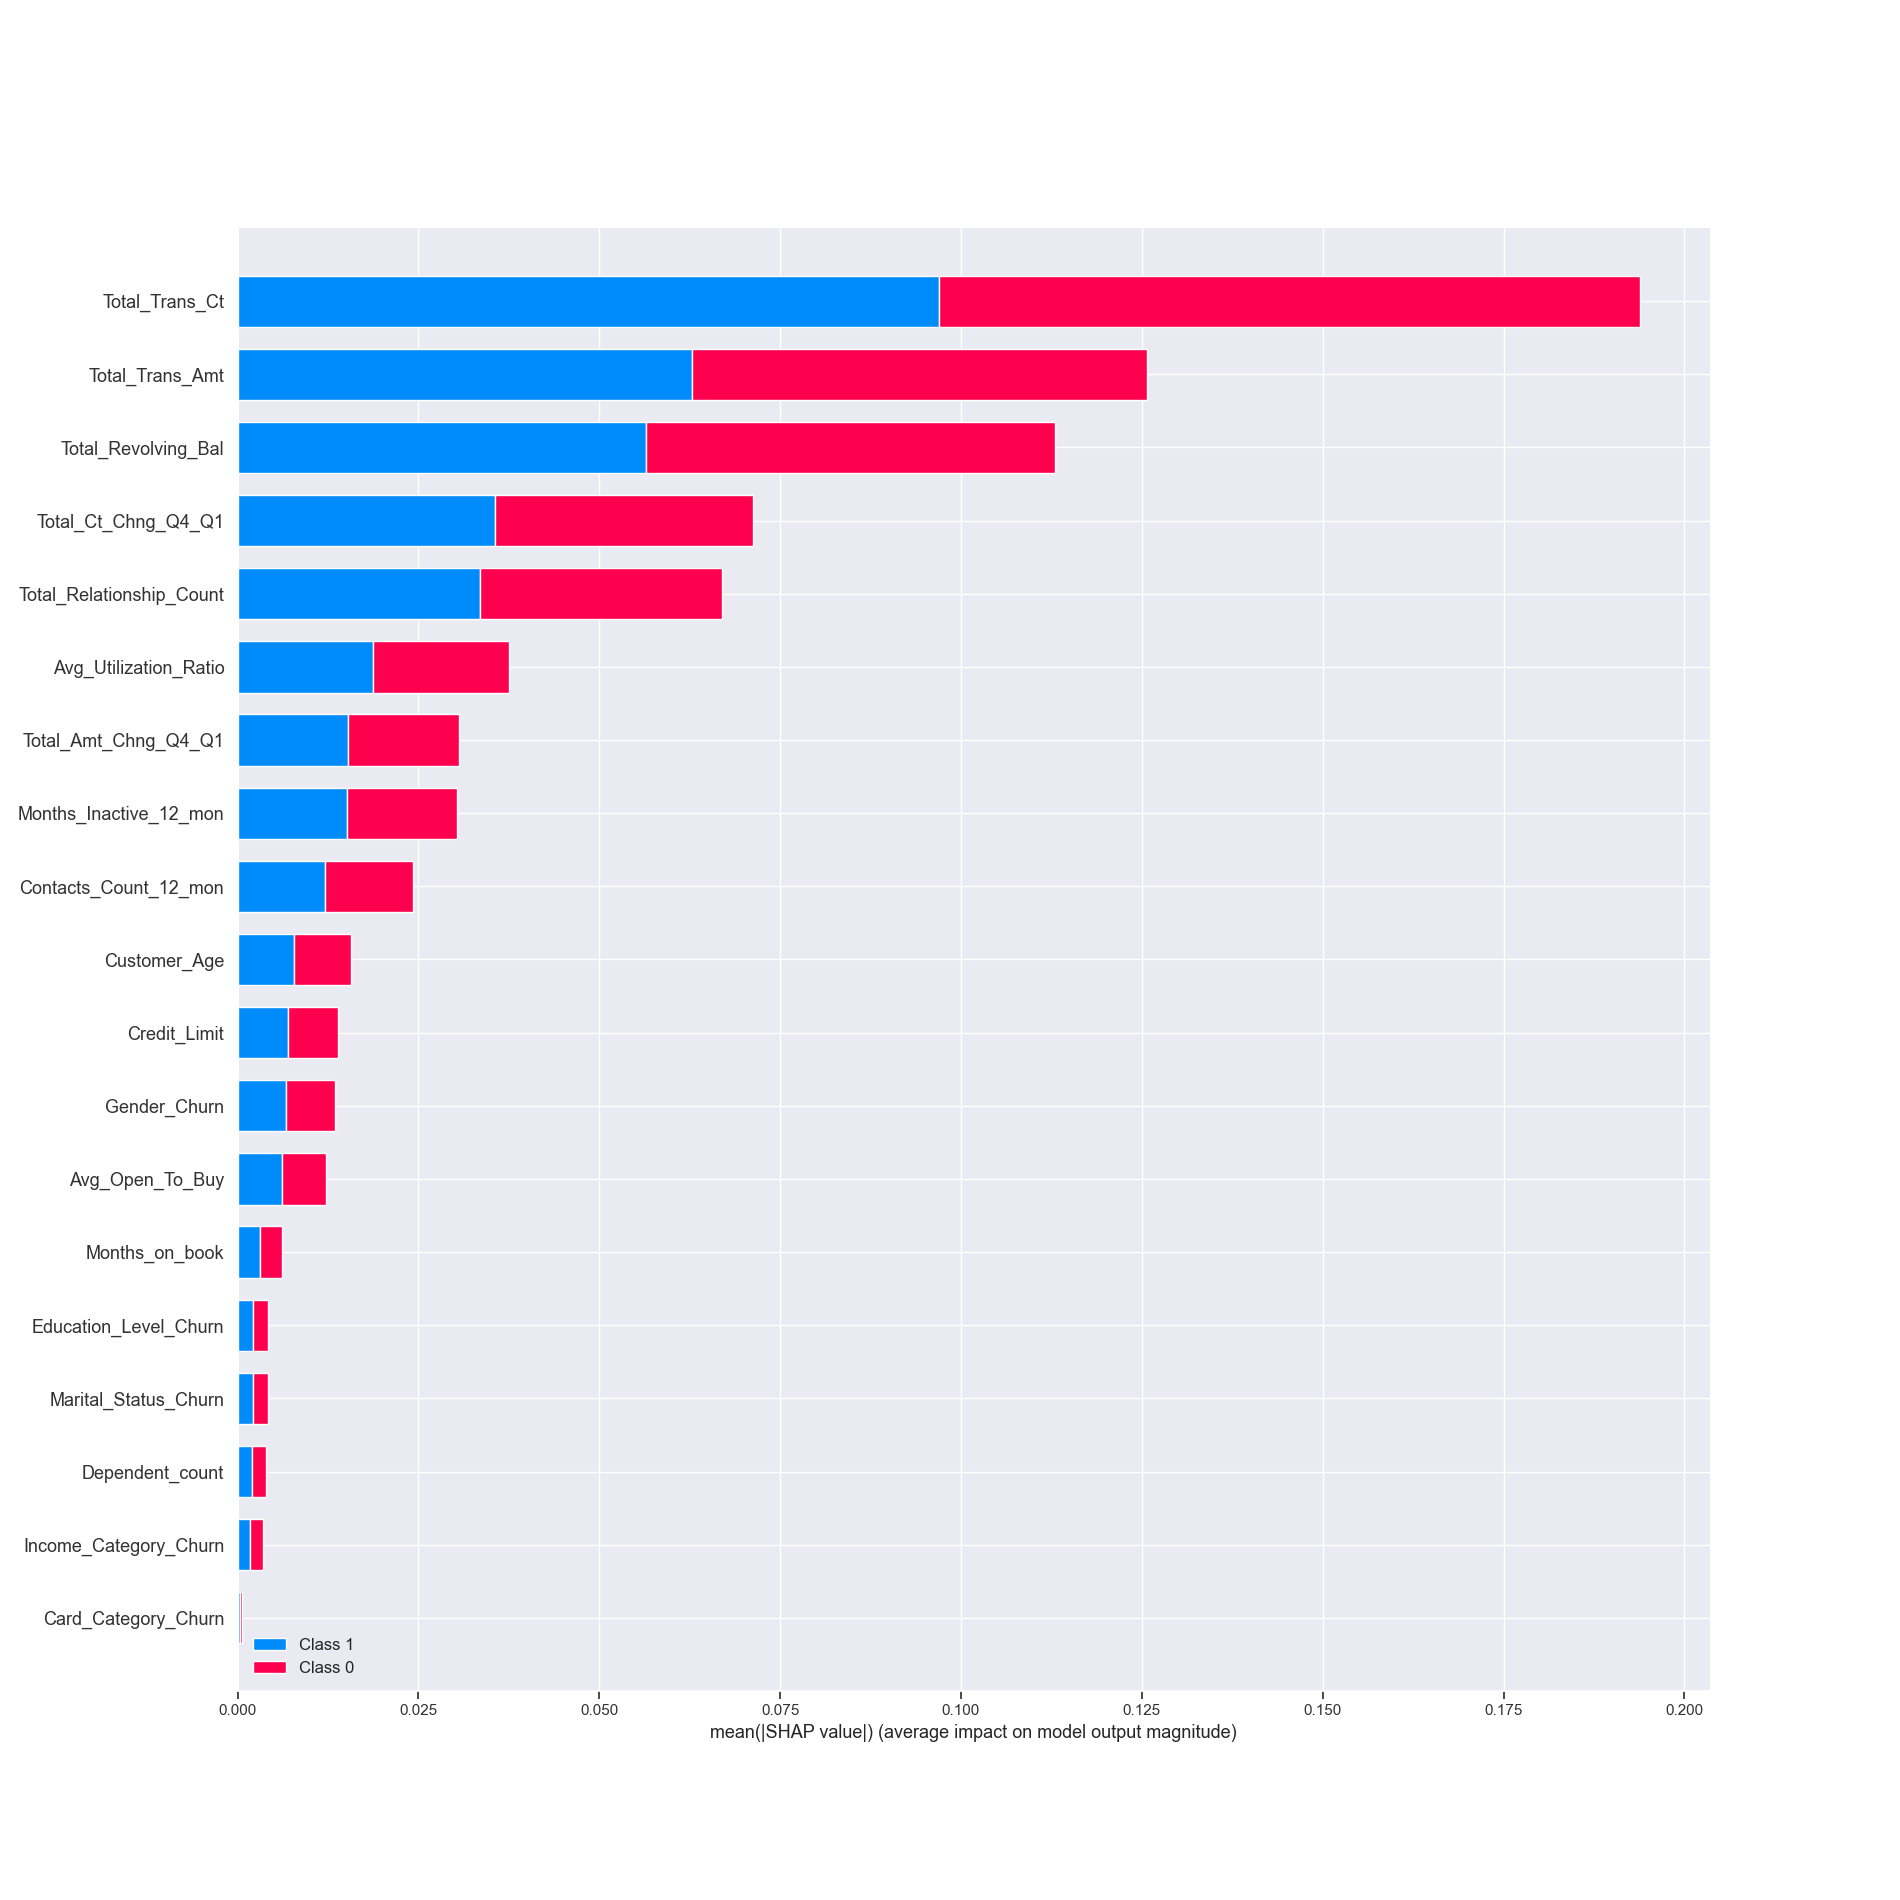 Total_Trans_Ct
Total_Trans_Amt
Total_Revolving_Bal
Total_Ct_Chng_Q4_Q1
Total_Relationship_Count
Avg_Utilization_Ratio
Total_Amt_Chng_Q4_Q1
Months_Inactive_12_mon
Contacts_Count_12_mon
Customer_Age
Credit_Limit
Gender_Churn
Avg_Open_To_Buy
Months_on_book
Education_Level_Churn
Marital_Status_Churn
Dependent_count
Income_Category_Churn
Card_Category_Churn
Class 1
Class 0
0.000 0.025 0.050 0.075 0.100 0.125 0.150 0.175 0.200
mean(|SHAP value|) (average impact on model output magnitude)